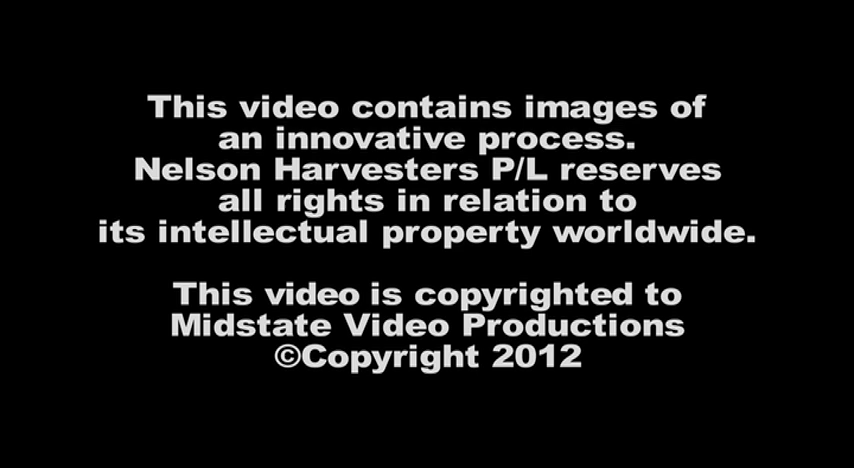 This video contains images of
an innovative process.
Nelson Harvesters P/L reserves
all rights in relation to
its intellectual property worldwide.
This video is copyrighted to
Midstate Video Productions
©Copyright 2012